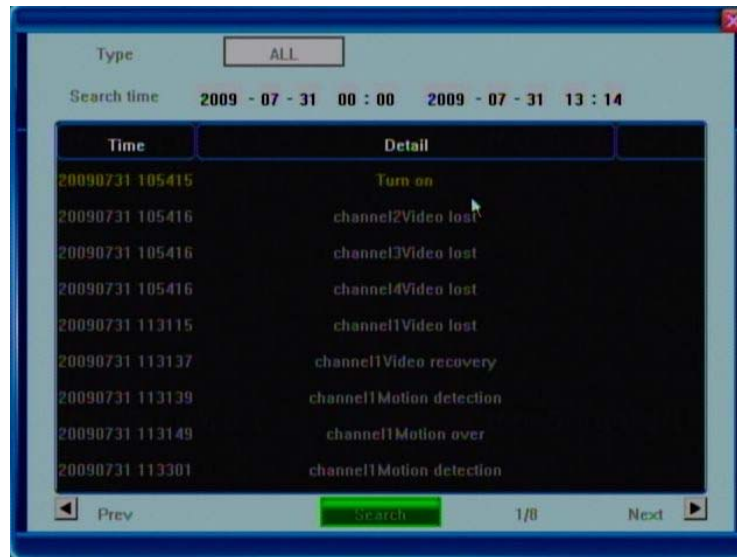 Type ALL
Search time 2009 - 07 - 31 00 : 00 2009 - 07 - 31 13 : 14
Time Detail
20090731 105415 Turn on
20090731 105416 channel2Video lost
20090731 105416 channel3Video lost
20090731 105416 channel4Video lost
20090731 113115 channel1Video lost
20090731 113137 channel1Video recovery
20090731 113139 channel1Motion detection
20090731 113149 channel1Motion over
20090731 113301 channel1Motion detection
Prev Search 1/8 Next